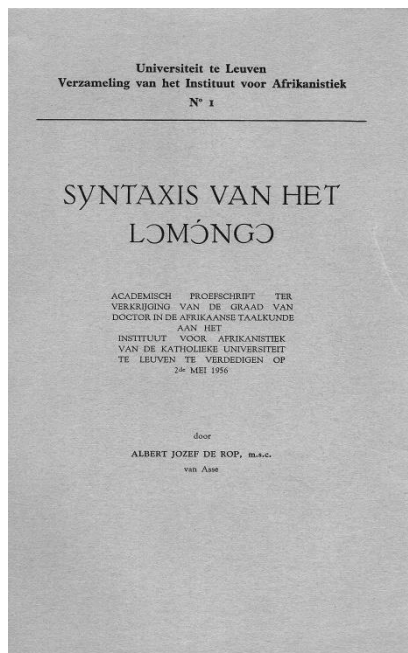 Universiteit te Leuven
Verzameling van het Instituut voor Afrikanistiek
Nº 1
SYNTAXIS VAN HET
LƆMƆ́NGƆ
ACADEMISCH PROEFSCHRIFT TER
VERKRIJGING VAN DE GRAAD VAN
DOCTOR IN DE AFRIKAANSE TAALKUNDE
AAN HET
INSTITUUT VOOR AFRIKANISTIEK
VAN DE KATHOLIEKE UNIVERSITEIT
TE LEUVEN TE VERDEDIGEN OP
2de MEI 1956
door
ALBERT JOZEF DE ROP, m.s.c.
van Asse